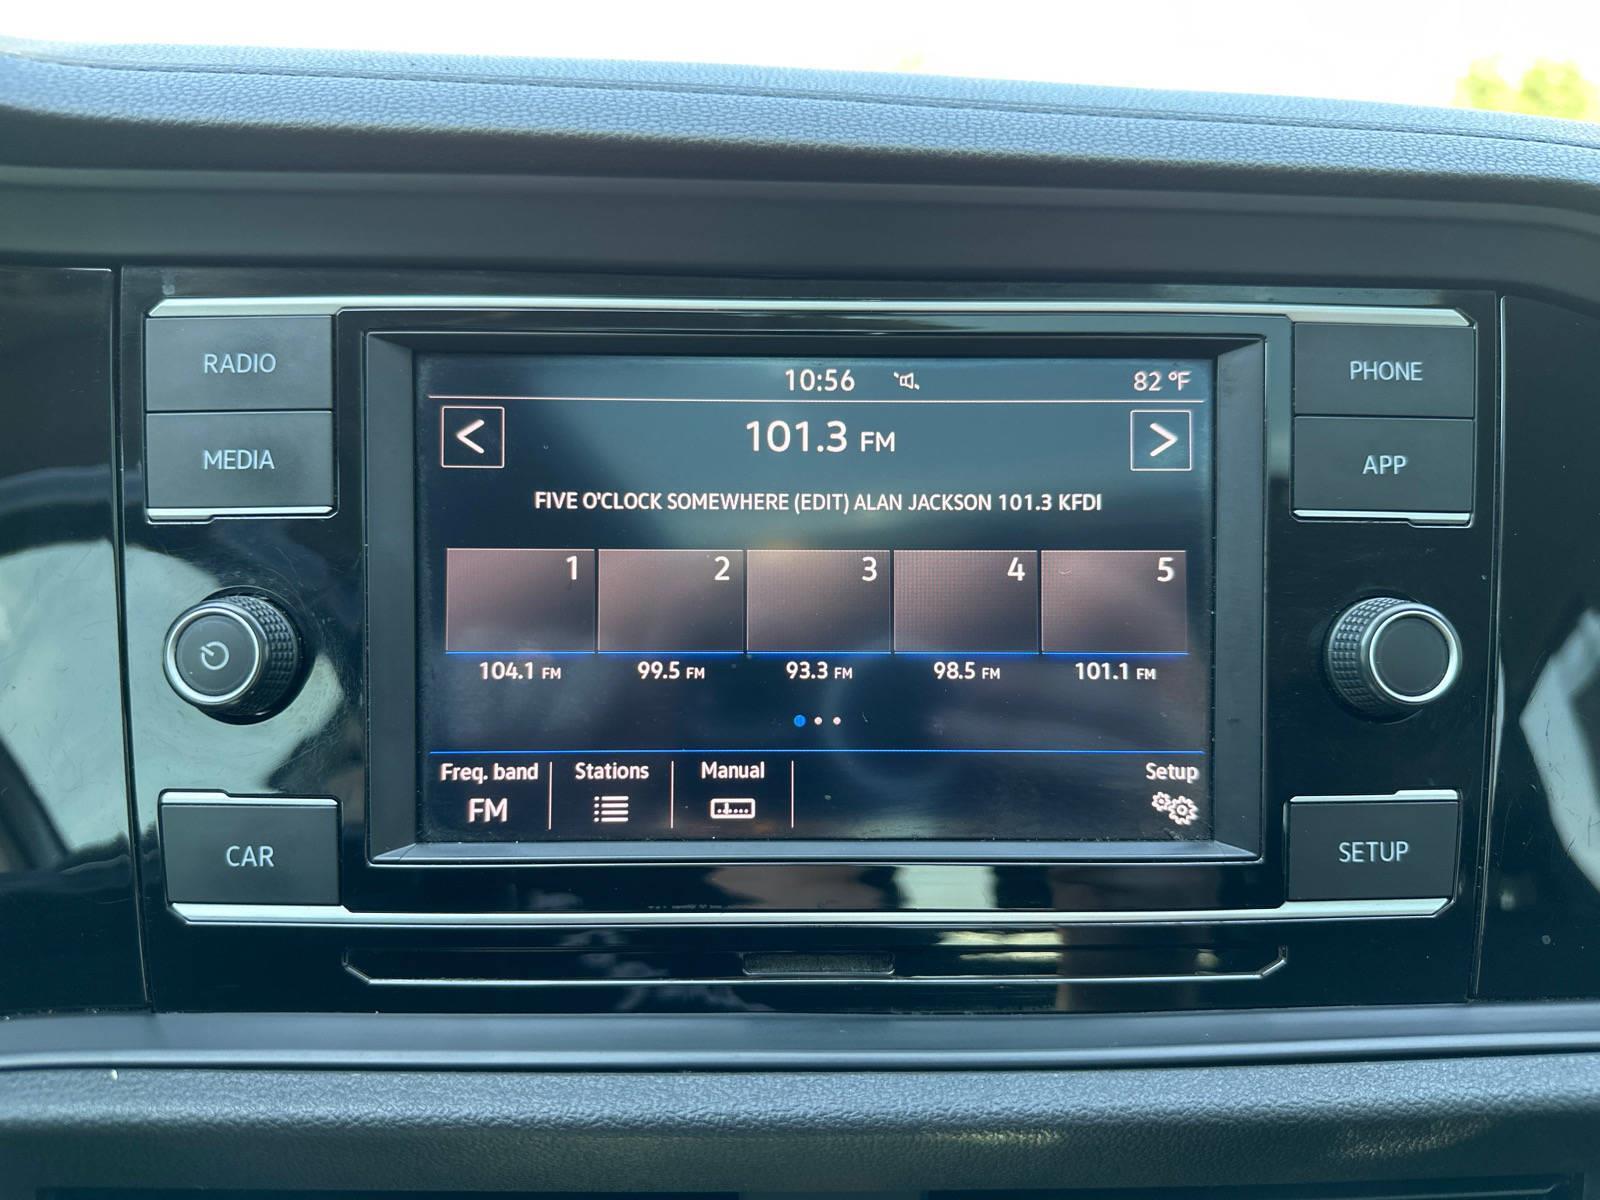 RADIO
MEDIA
CAR
10:56
82 °F
<
101.3 FM
>
FIVE O'CLOCK SOMEWHERE (EDIT) ALAN JACKSON 101.3 KFDI
1 2 3 4 5
104.1 FM 99.5 FM 93.3 FM 98.5 FM 101.1 FM
Freq. band Stations Manual Setup
FM
PHONE
APP
SETUP